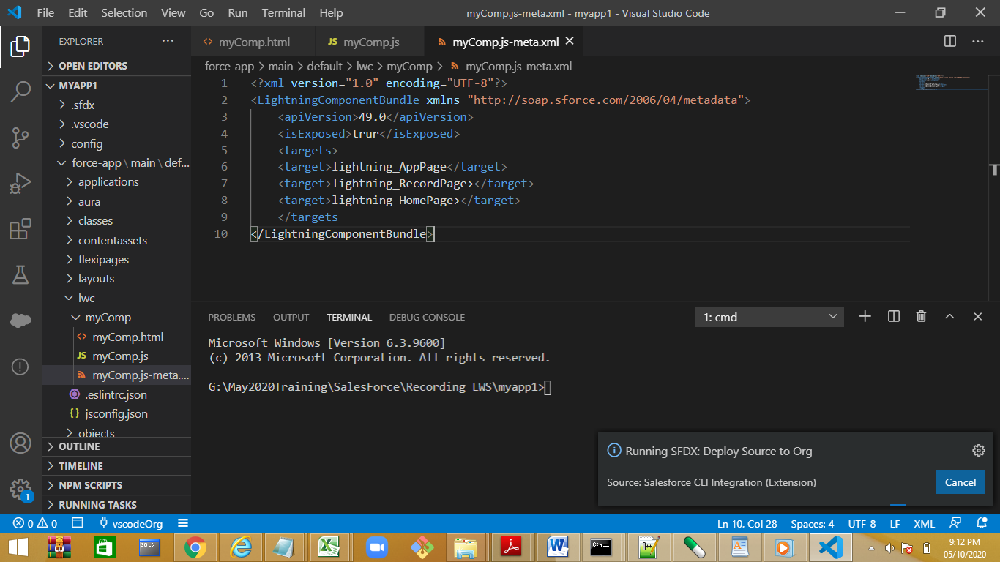 File Edit Selection View Go Run Terminal Help
myComp.js-meta.xml - myapp1 - Visual Studio Code
EXPLORER
OPEN EDITORS
MYAPP1
.sfdx
.vscode
config
force-app \ main \ def...
applications
aura
classes
contentassets
flexipages
layouts
lwc
myComp
myComp.html
JS myComp.js
myComp.js-meta....
.eslintrc.json
{} jsconfig.json
objects
OUTLINE
TIMELINE
NPM SCRIPTS
RUNNING TASKS
myComp.html
JS myComp.js
myComp.js-meta.xml
force-app > main > default > lwc > myComp > myComp.js-meta.xml
1 <?xml version="1.0" encoding="UTF-8"?>
2 <LightningComponentBundle xmlns="http://soap.sforce.com/2006/04/metadata">
3 <apiVersion>49.0</apiVersion>
4 <isExposed>trur</isExposed>
5 <targets>
6 <target>lightning_AppPage</target>
7 <target>lightning_RecordPage></target>
8 <target>lightning_HomePage></target>
9 </targets
10 </LightningComponentBundle>
PROBLEMS OUTPUT TERMINAL DEBUG CONSOLE
1: cmd
Microsoft Windows [Version 6.3.9600]
(c) 2013 Microsoft Corporation. All rights reserved.
G:\May2020Training\SalesForce\Recording LWS\myapp1>
Running SFDX: Deploy Source to Org
Source: Salesforce CLI Integration (Extension)
Cancel
1
0 0 vscodeOrg
Ln 10, Col 28 Spaces: 4 UTF-8 LF XML
SQL>
9:12 PM
05/10/2020